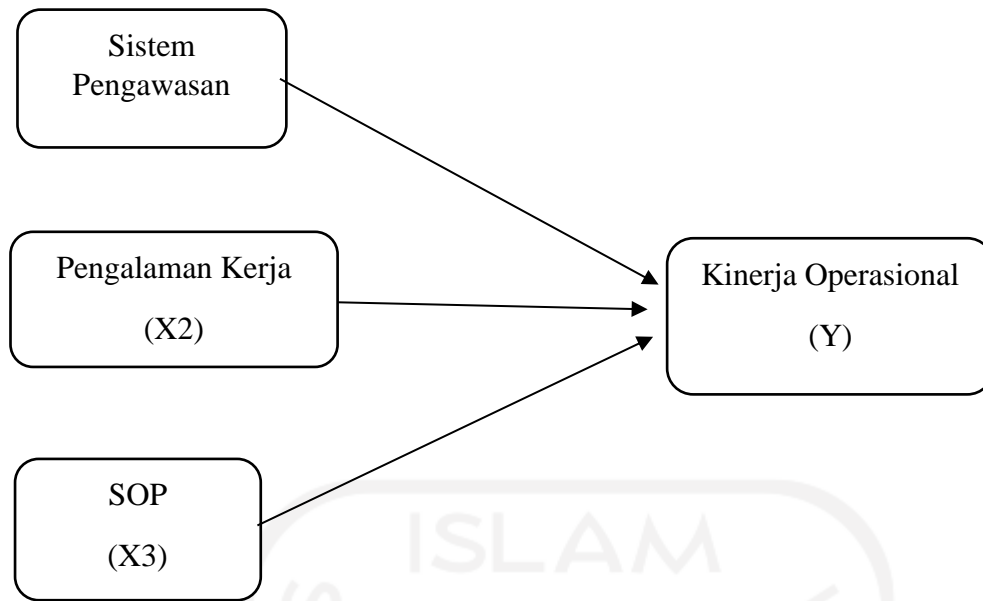 Sistem
Pengawasan
Pengalaman Kerja
(X2)
Kinerja Operasional
(Y)
SOP
(X3)
ISLAM